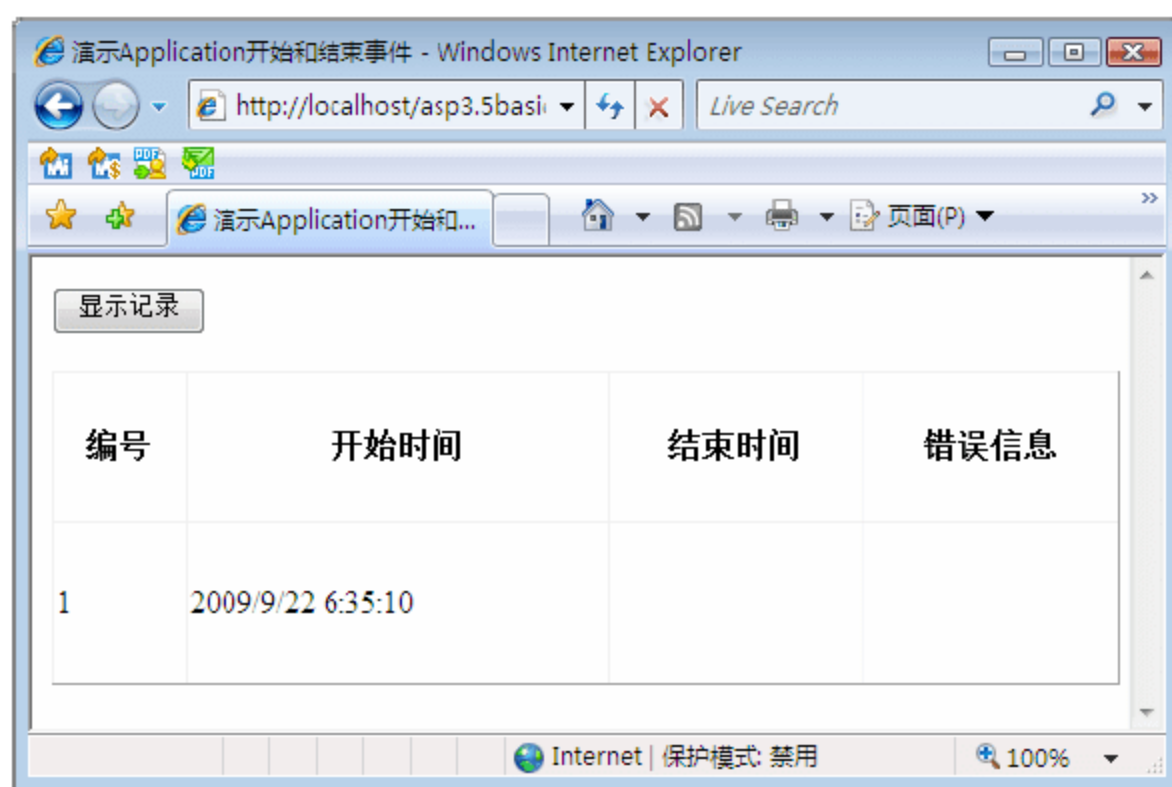 演示Application开始和结束事件 - Windows Internet Explorer
http://localhost/asp3.5basi
Live Search
演示Application开始和...
页面(P)
显示记录
编号 开始时间 结束时间 错误信息
1 2009/9/22 6:35:10
Internet | 保护模式: 禁用 100%